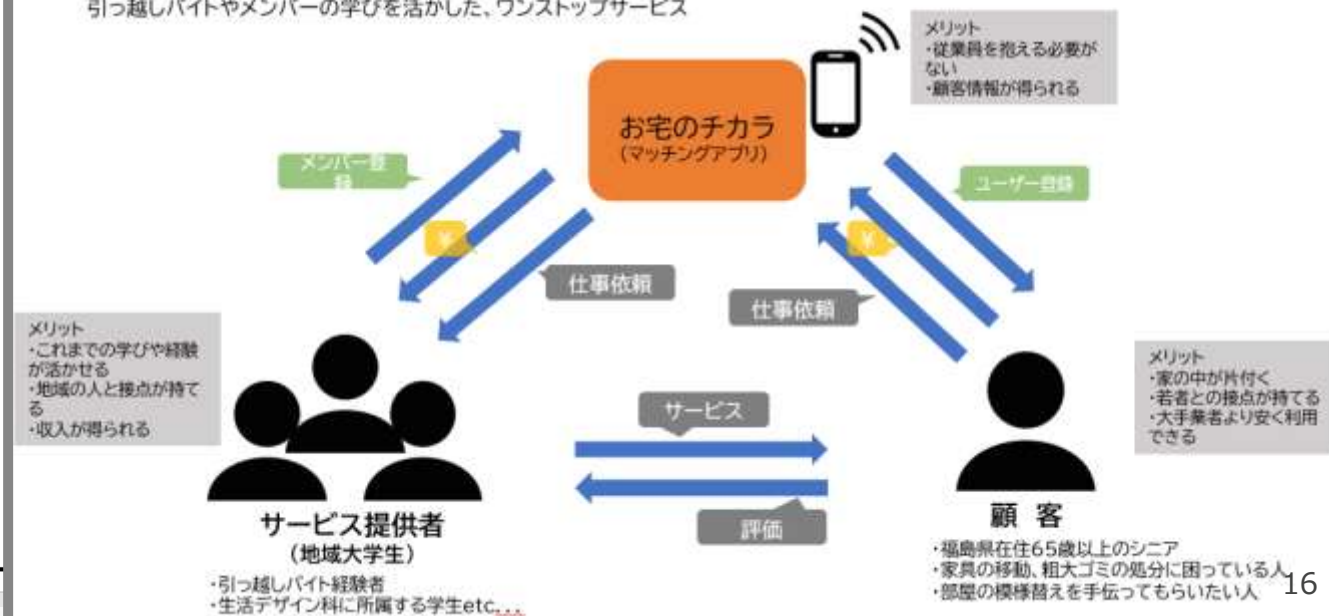 引っ越しバイトやメンバーの学びを活かした、ワンストップサービス
メリット
・従業員を抱える必要が
ない
・顧客情報が得られる
お宅のチカラ
(マッチングアプリ)
メンバー登
録
ユーザー登録
¥
¥
仕事依頼
仕事依頼
メリット
・これまでの学びや経験
が活かせる
・地域の人と接点が持て
る
・収入が得られる
メリット
・家の中が片付く
・若者との接点が持てる
・大手業者より安く利用
できる
サービス
評価
サービス提供者
(地域大学生)
・引っ越しバイト経験者
・生活デザイン科に所属する学生etc...
顧 客
・福島県在住65歳以上のシニア
・家具の移動、粗大ゴミの処分に困っている人
・部屋の模様替えを手伝ってもらいたい人
16